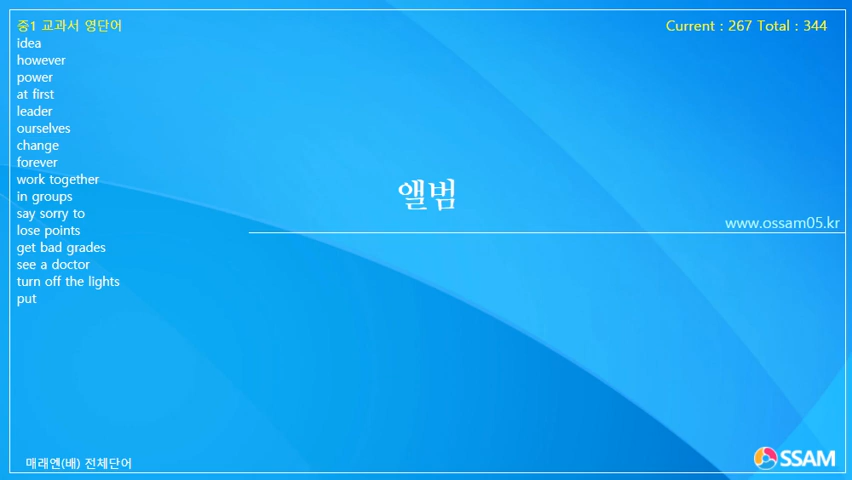 중1 교과서 영단어
Current : 267 Total : 344
idea
however
power
at first
leader
ourselves
change
forever
work together
in groups
say sorry to
lose points
get bad grades
see a doctor
turn off the lights
put
앨범
www.ossam05.kr
매래엔(배) 전체단어
OSSAM